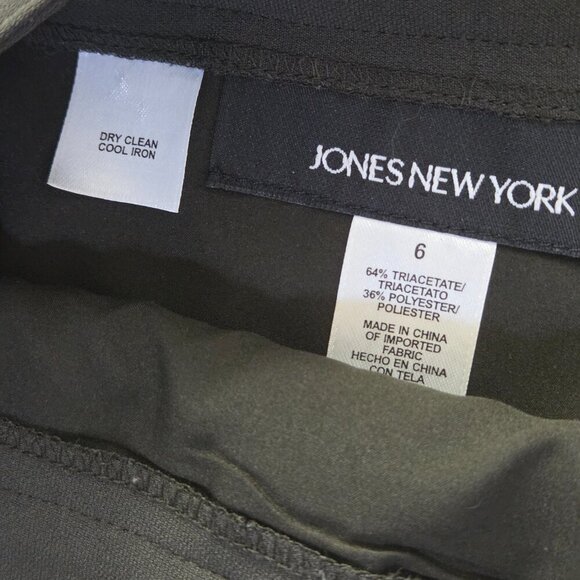 DRY CLEAN
COOL IRON
JONES NEW YORK
6
64% TRIACETATE/
TRIACETATO
36% POLYESTER/
POLIESTER
MADE IN CHINA
OF IMPORTED
FABRIC
HECHO EN CHINA
CON TELA